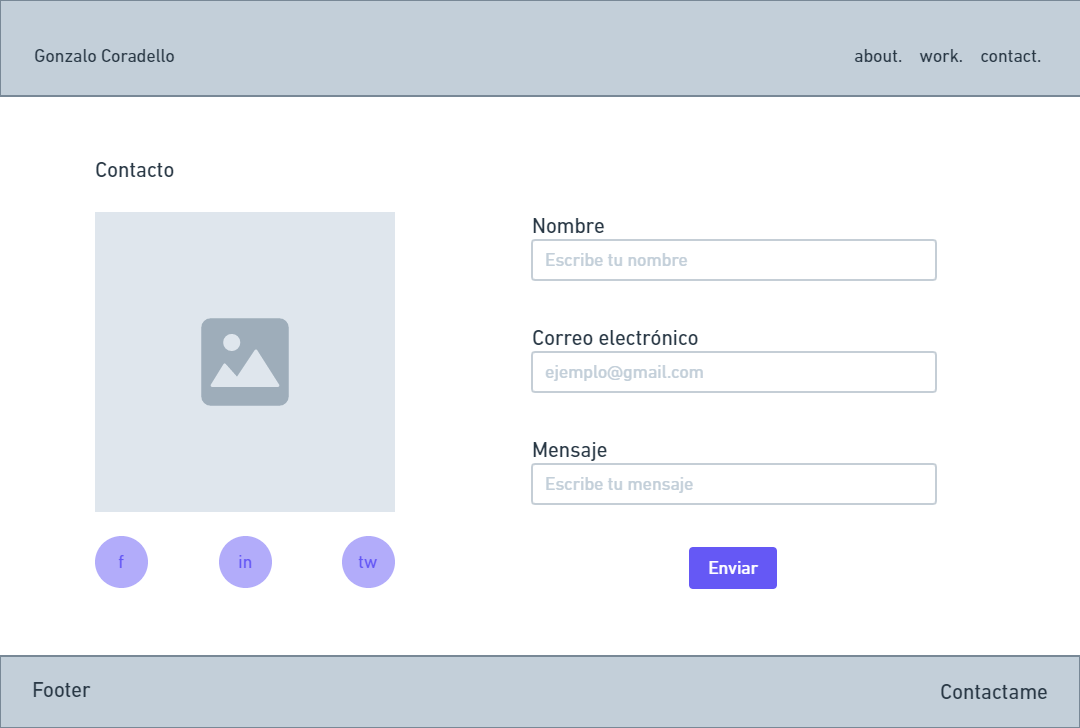 Gonzalo Coradello
about. work. contact.
Contacto
Nombre
Escribe tu nombre
Correo electrónico
ejemplo@gmail.com
Mensaje
Escribe tu mensaje
f in tw
Enviar
Footer
Contactame